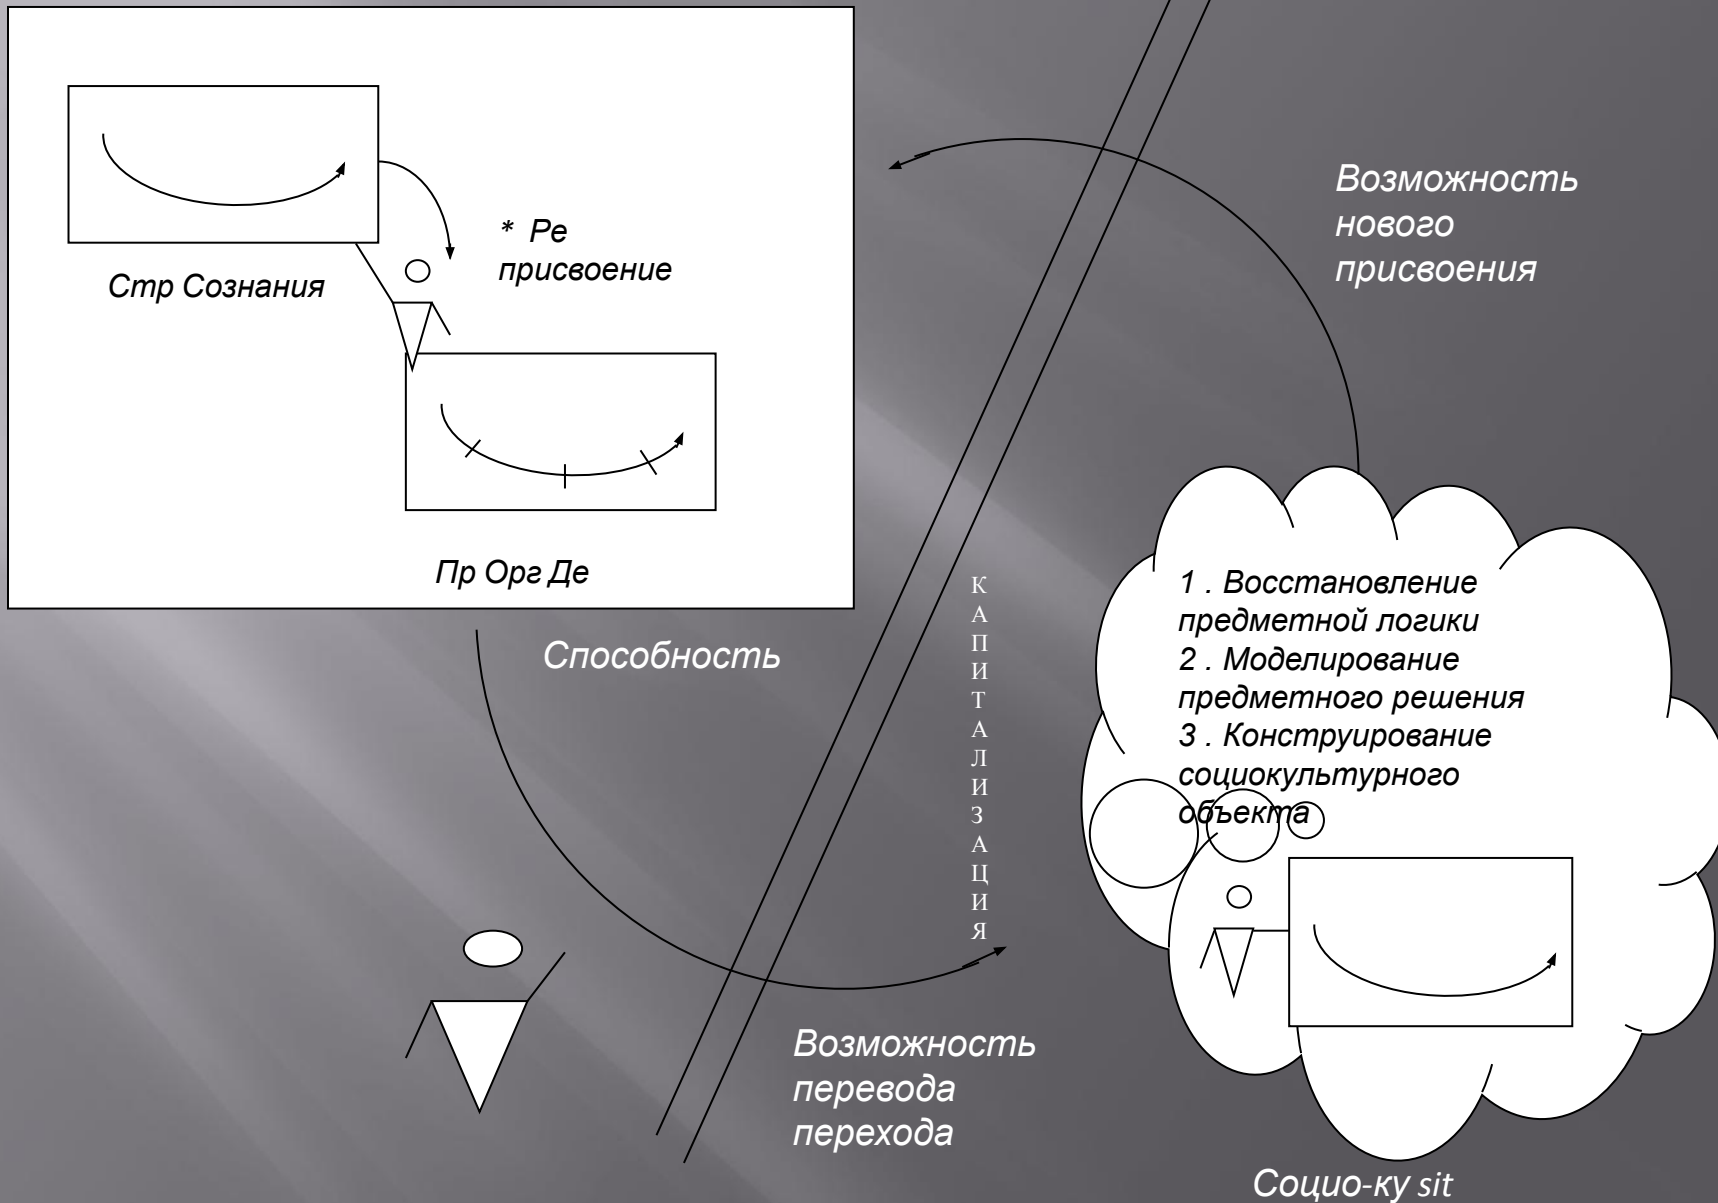 * Ре
присвоение
Стр Сознания
Пр Орг Де
Способность
Возможность
нового
присвоения
К
А
П
И
Т
А
Л
И
З
А
Ц
И
Я
1 . Восстановление
предметной логики
2 . Моделирование
предметного решения
3 . Конструирование
социокультурного
объекта
Возможность
перевода
перехода
Социо-ку sit